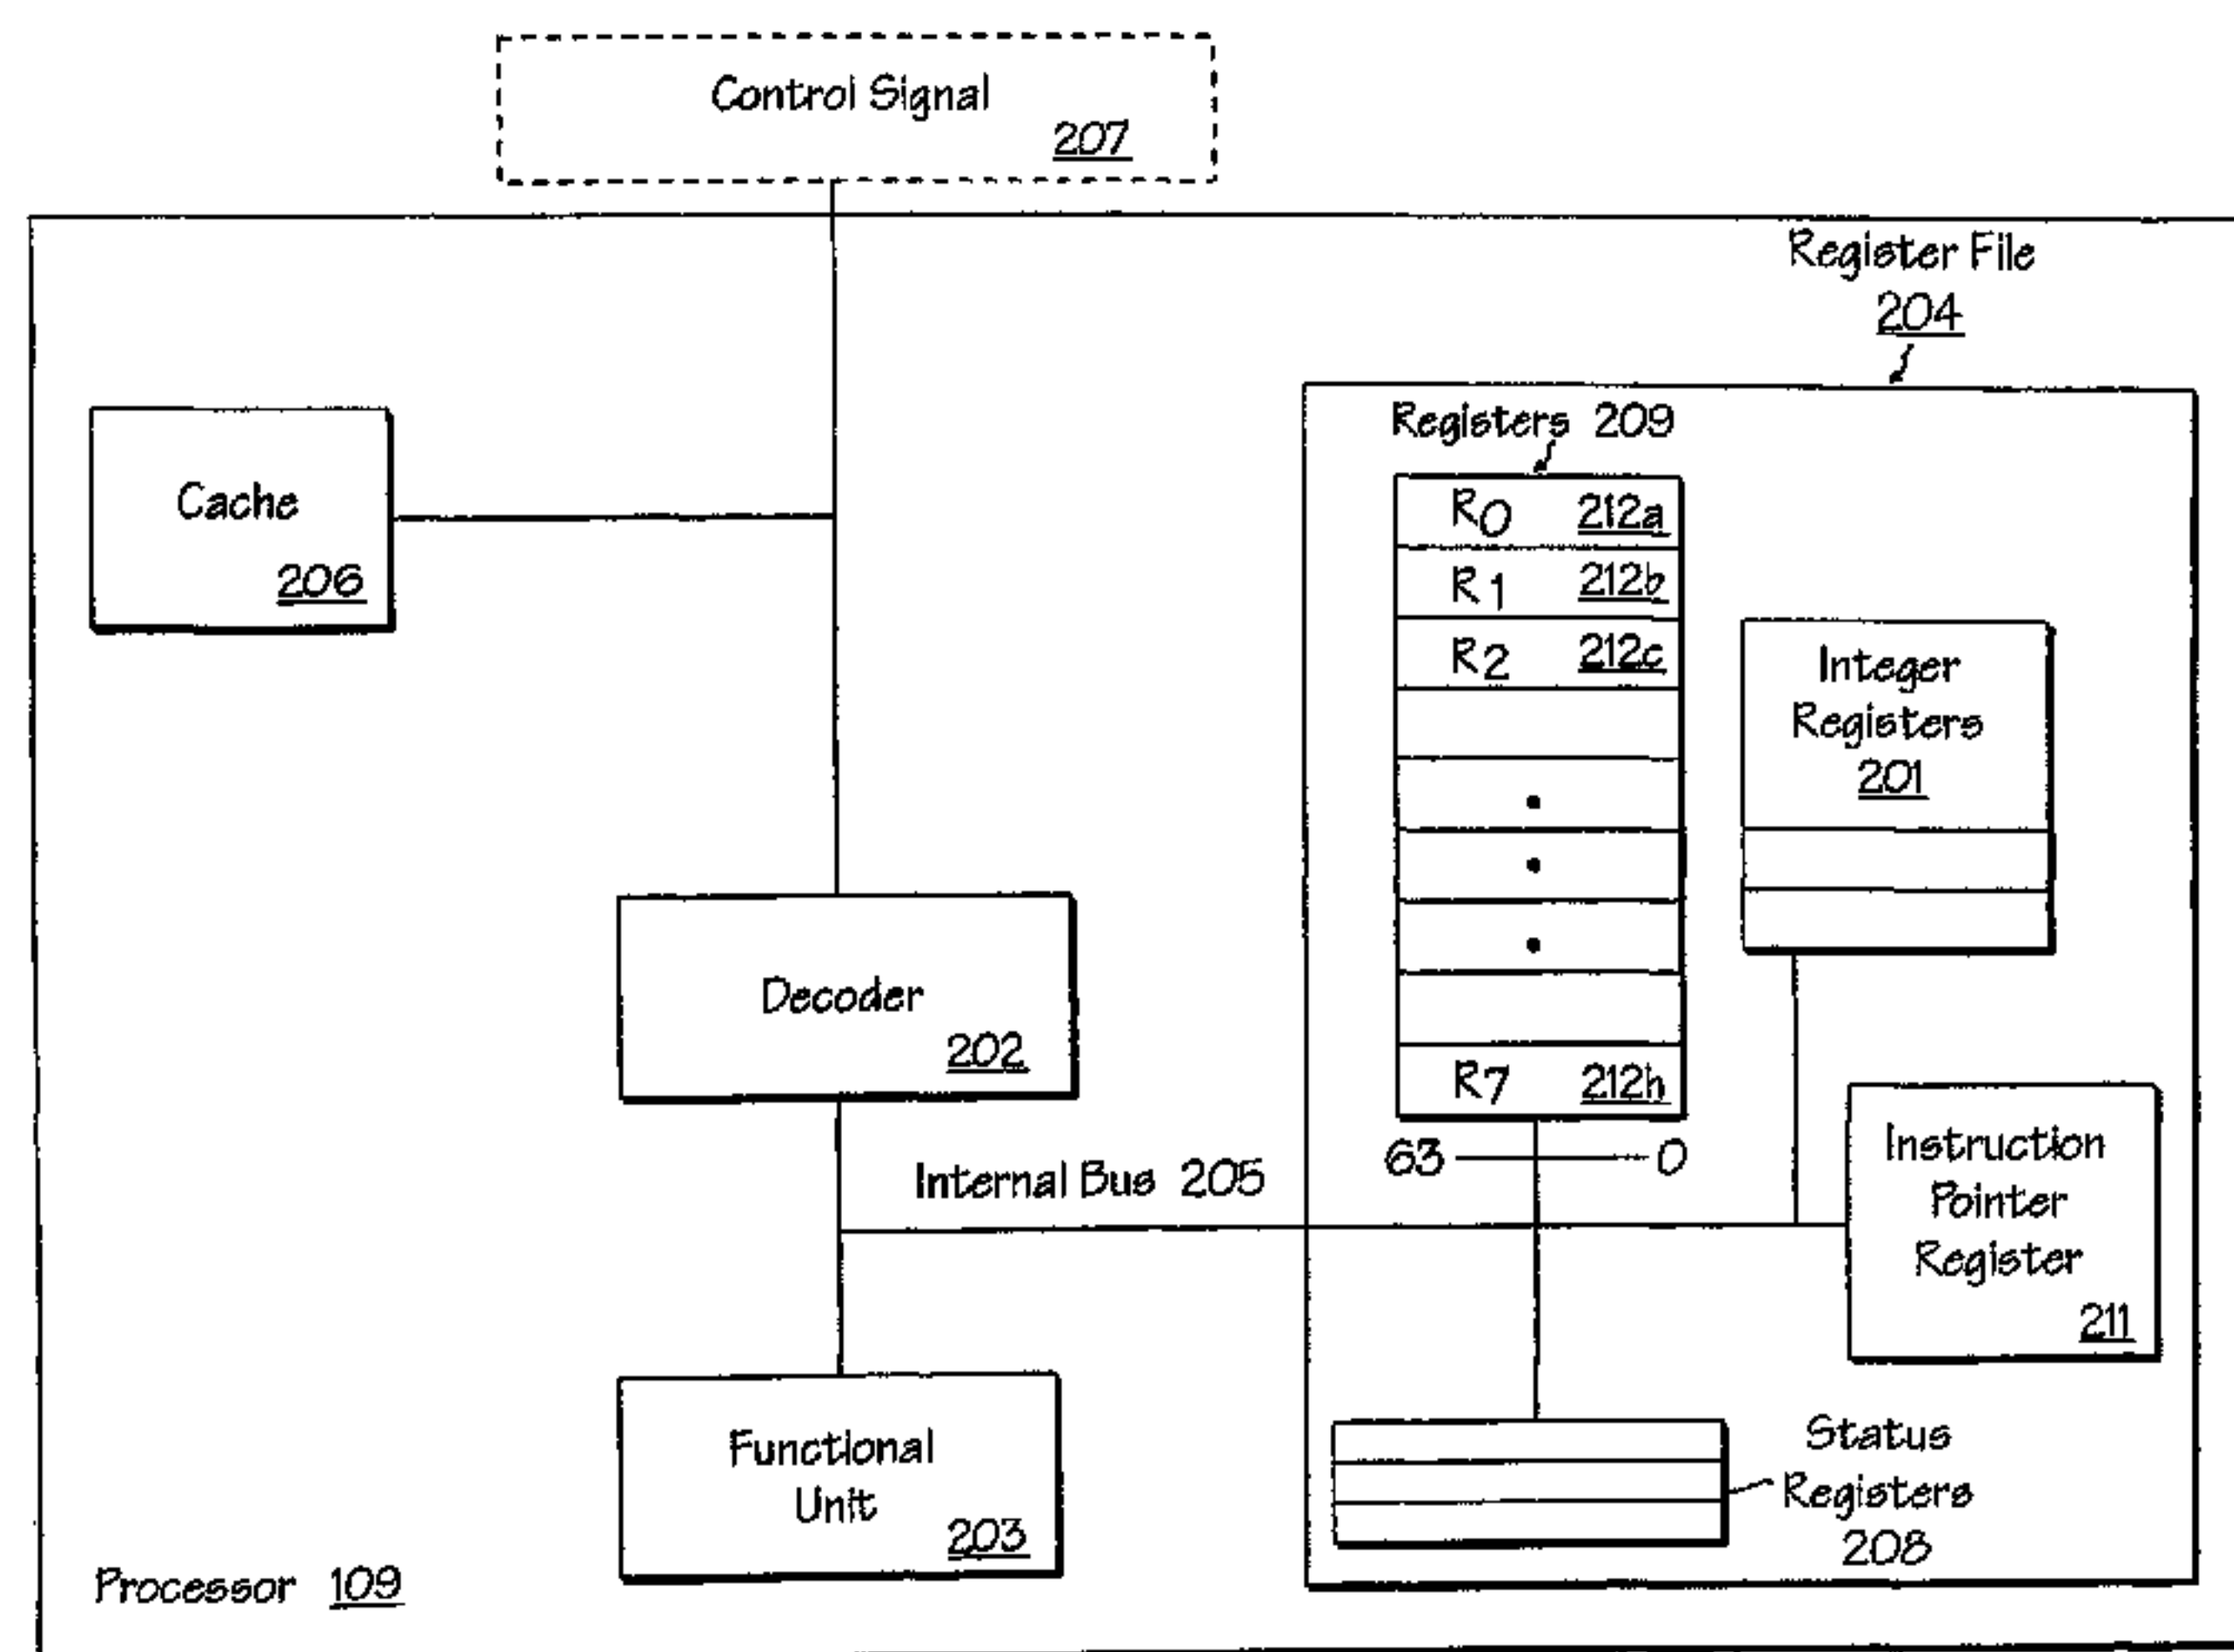 Control Signal
207
Register File
204
Registers 209
Cache
206
R0 212a
R1 212b
R2 212c
R7 212h
63 0
Integer
Registers
201
Decoder
202
Internal Bus 205
Instruction
Pointer
Register
211
Functional
Unit
203
Status
Registers
208
Processor 109